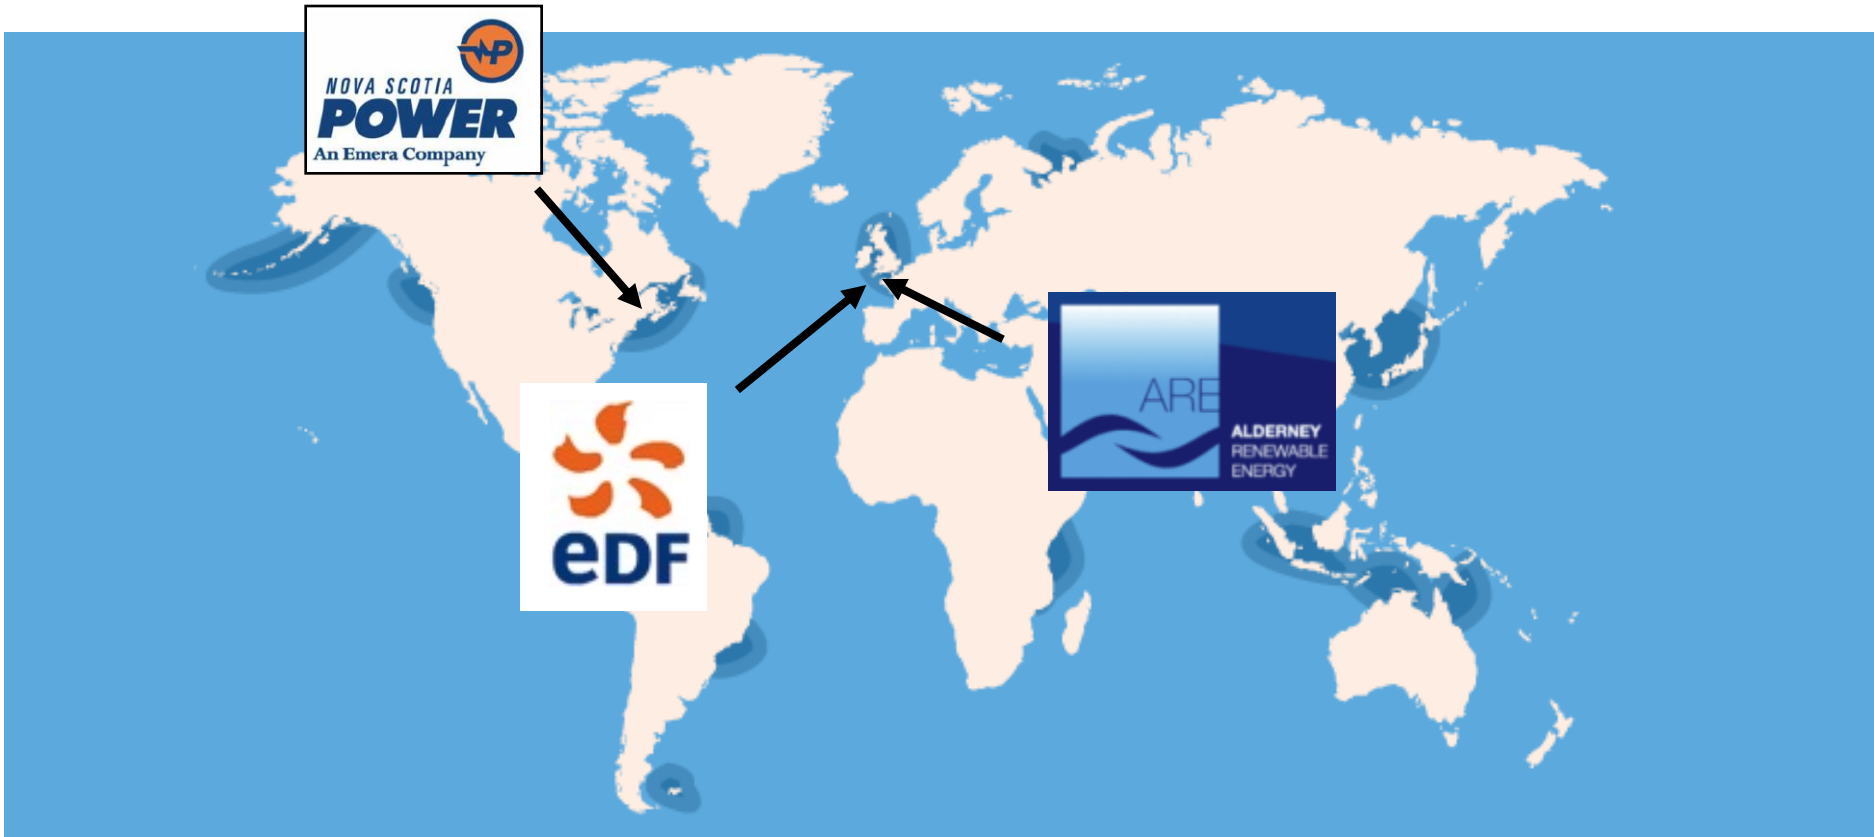 NOVA SCOTIA
POWER
An Emera Company
eDF
ARE
ALDERNEY
RENEWABLE
ENERGY